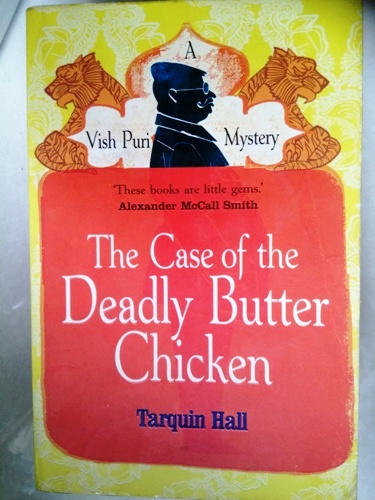 A
Vish Puri Mystery
'These books are little gems.'
Alexander McCall Smith
The Case of the
Deadly Butter
Chicken
Tarquin Hall